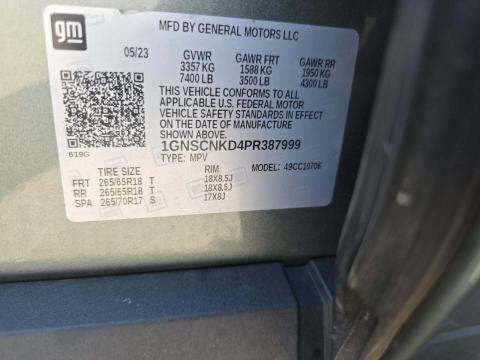 gm
MFD BY GENERAL MOTORS LLC
05/23 GVWR GAWR FRT GAWR RR
3357 KG 1588 KG 1950 KG
7400 LB 3500 LB 4300 LB
THIS VEHICLE CONFORMS TO ALL
APPLICABLE U.S. FEDERAL MOTOR
VEHICLE SAFETY STANDARDS IN EFFECT
ON THE DATE OF MANUFACTURE
SHOWN ABOVE.
1GNSCNKD4PR387999
619G TYPE: MPV MODEL: 49CC10706
TIRE SIZE RIM
FRT 265/65R18 T 18X8.5J
RR 265/65R18 T 18X8.5J
SPA 265/70R17 S 17X8J